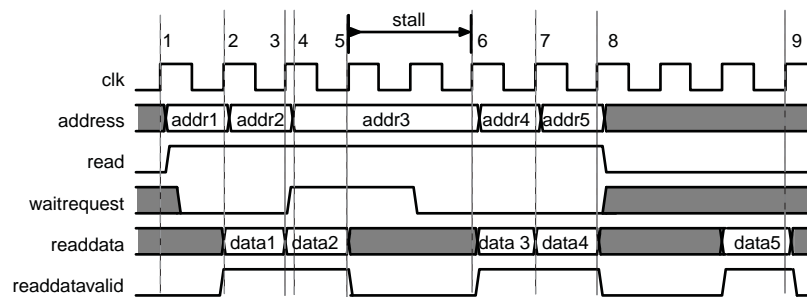 stall
1 2 3 4 5 6 7 8 9
clk
address addr1 addr2 addr3 addr4 addr5
read
waitrequest
readdata data1 data2 data 3 data4 data5
readdatavalid